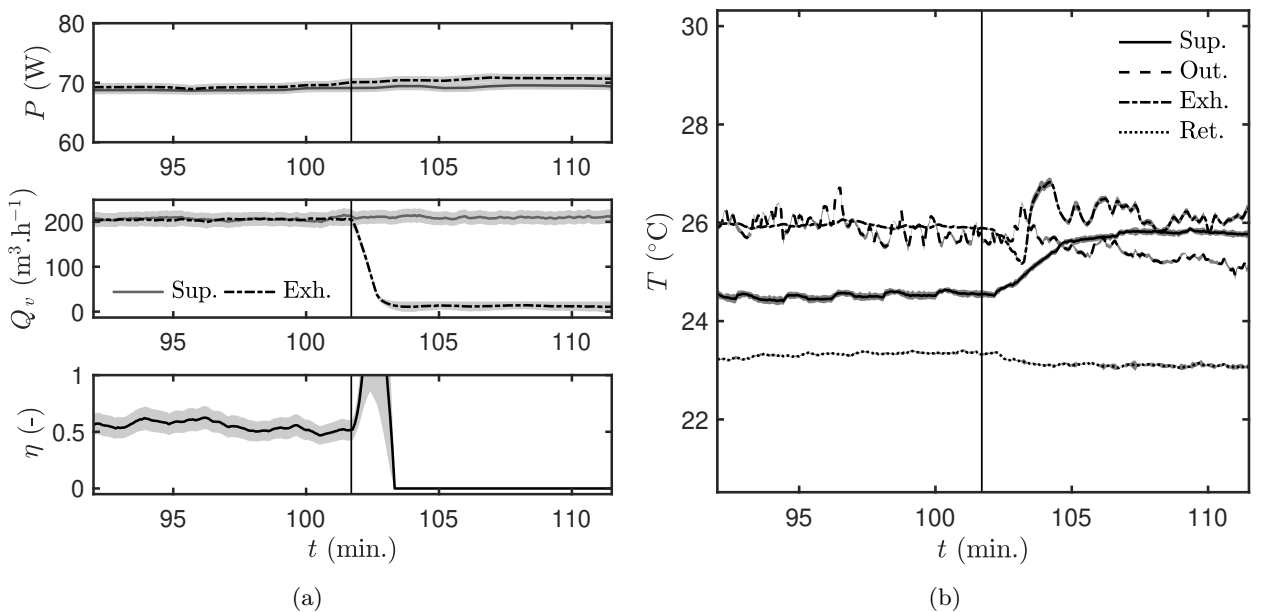 80
70
60
P (W)
95 100 105 110
200
100
0
Q_v (m³.h⁻¹)
Sup. Exh.
95 100 105 110
1
0.5
0
η (-)
95 100 105 110
t (min.)
(a)
30
28
26
24
22
T (°C)
Sup.
Out.
Exh.
Ret.
95 100 105 110
t (min.)
(b)